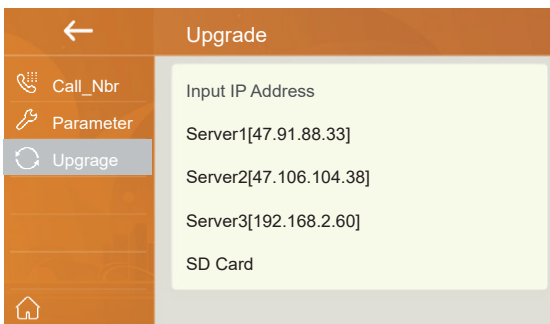 Upgrade
Call_Nbr
Parameter
Upgrage
Input IP Address
Server1[47.91.88.33]
Server2[47.106.104.38]
Server3[192.168.2.60]
SD Card